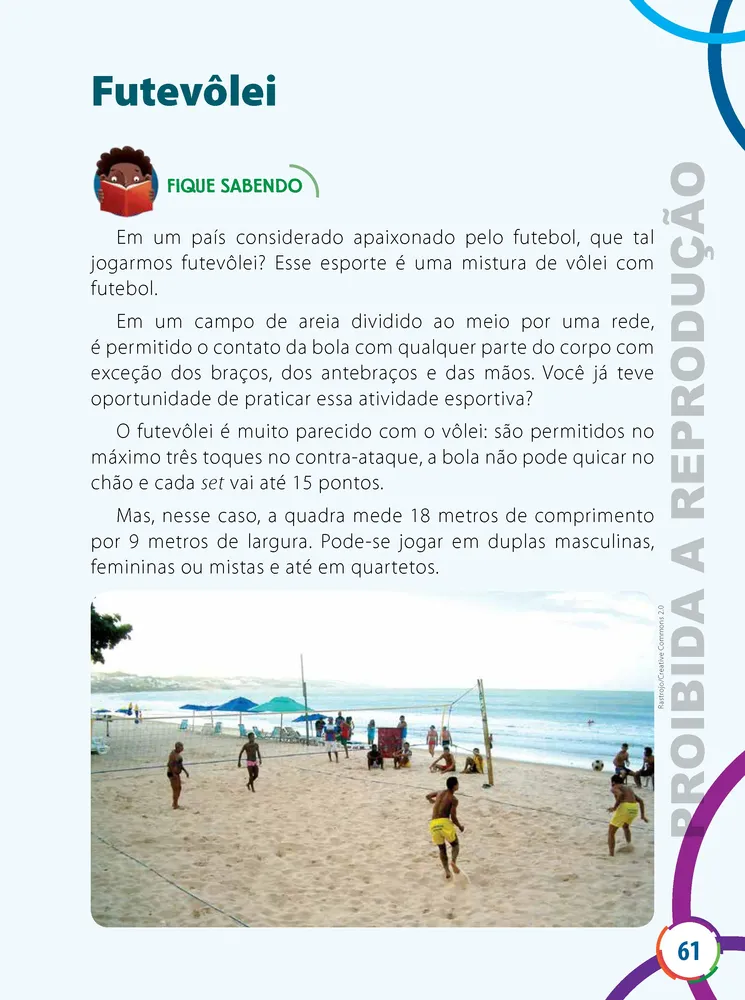 Futevôlei
FIQUE SABENDO
Em um país considerado apaixonado pelo futebol, que tal
jogarmos futevôlei? Esse esporte é uma mistura de vôlei com
futebol.
Em um campo de areia dividido ao meio por uma rede,
é permitido o contato da bola com qualquer parte do corpo com
exceção dos braços, dos antebraços e das mãos. Você já teve
oportunidade de praticar essa atividade esportiva?
O futevôlei é muito parecido com o vôlei: são permitidos no
máximo três toques no contra-ataque, a bola não pode quicar no
chão e cada set vai até 15 pontos.
Mas, nesse caso, a quadra mede 18 metros de comprimento
por 9 metros de largura. Pode-se jogar em duplas masculinas,
femininas ou mistas e até em quartetos.
Rastrojo/Creative Commons 2.0
PROIBIDA A REPRODUÇÃO
61